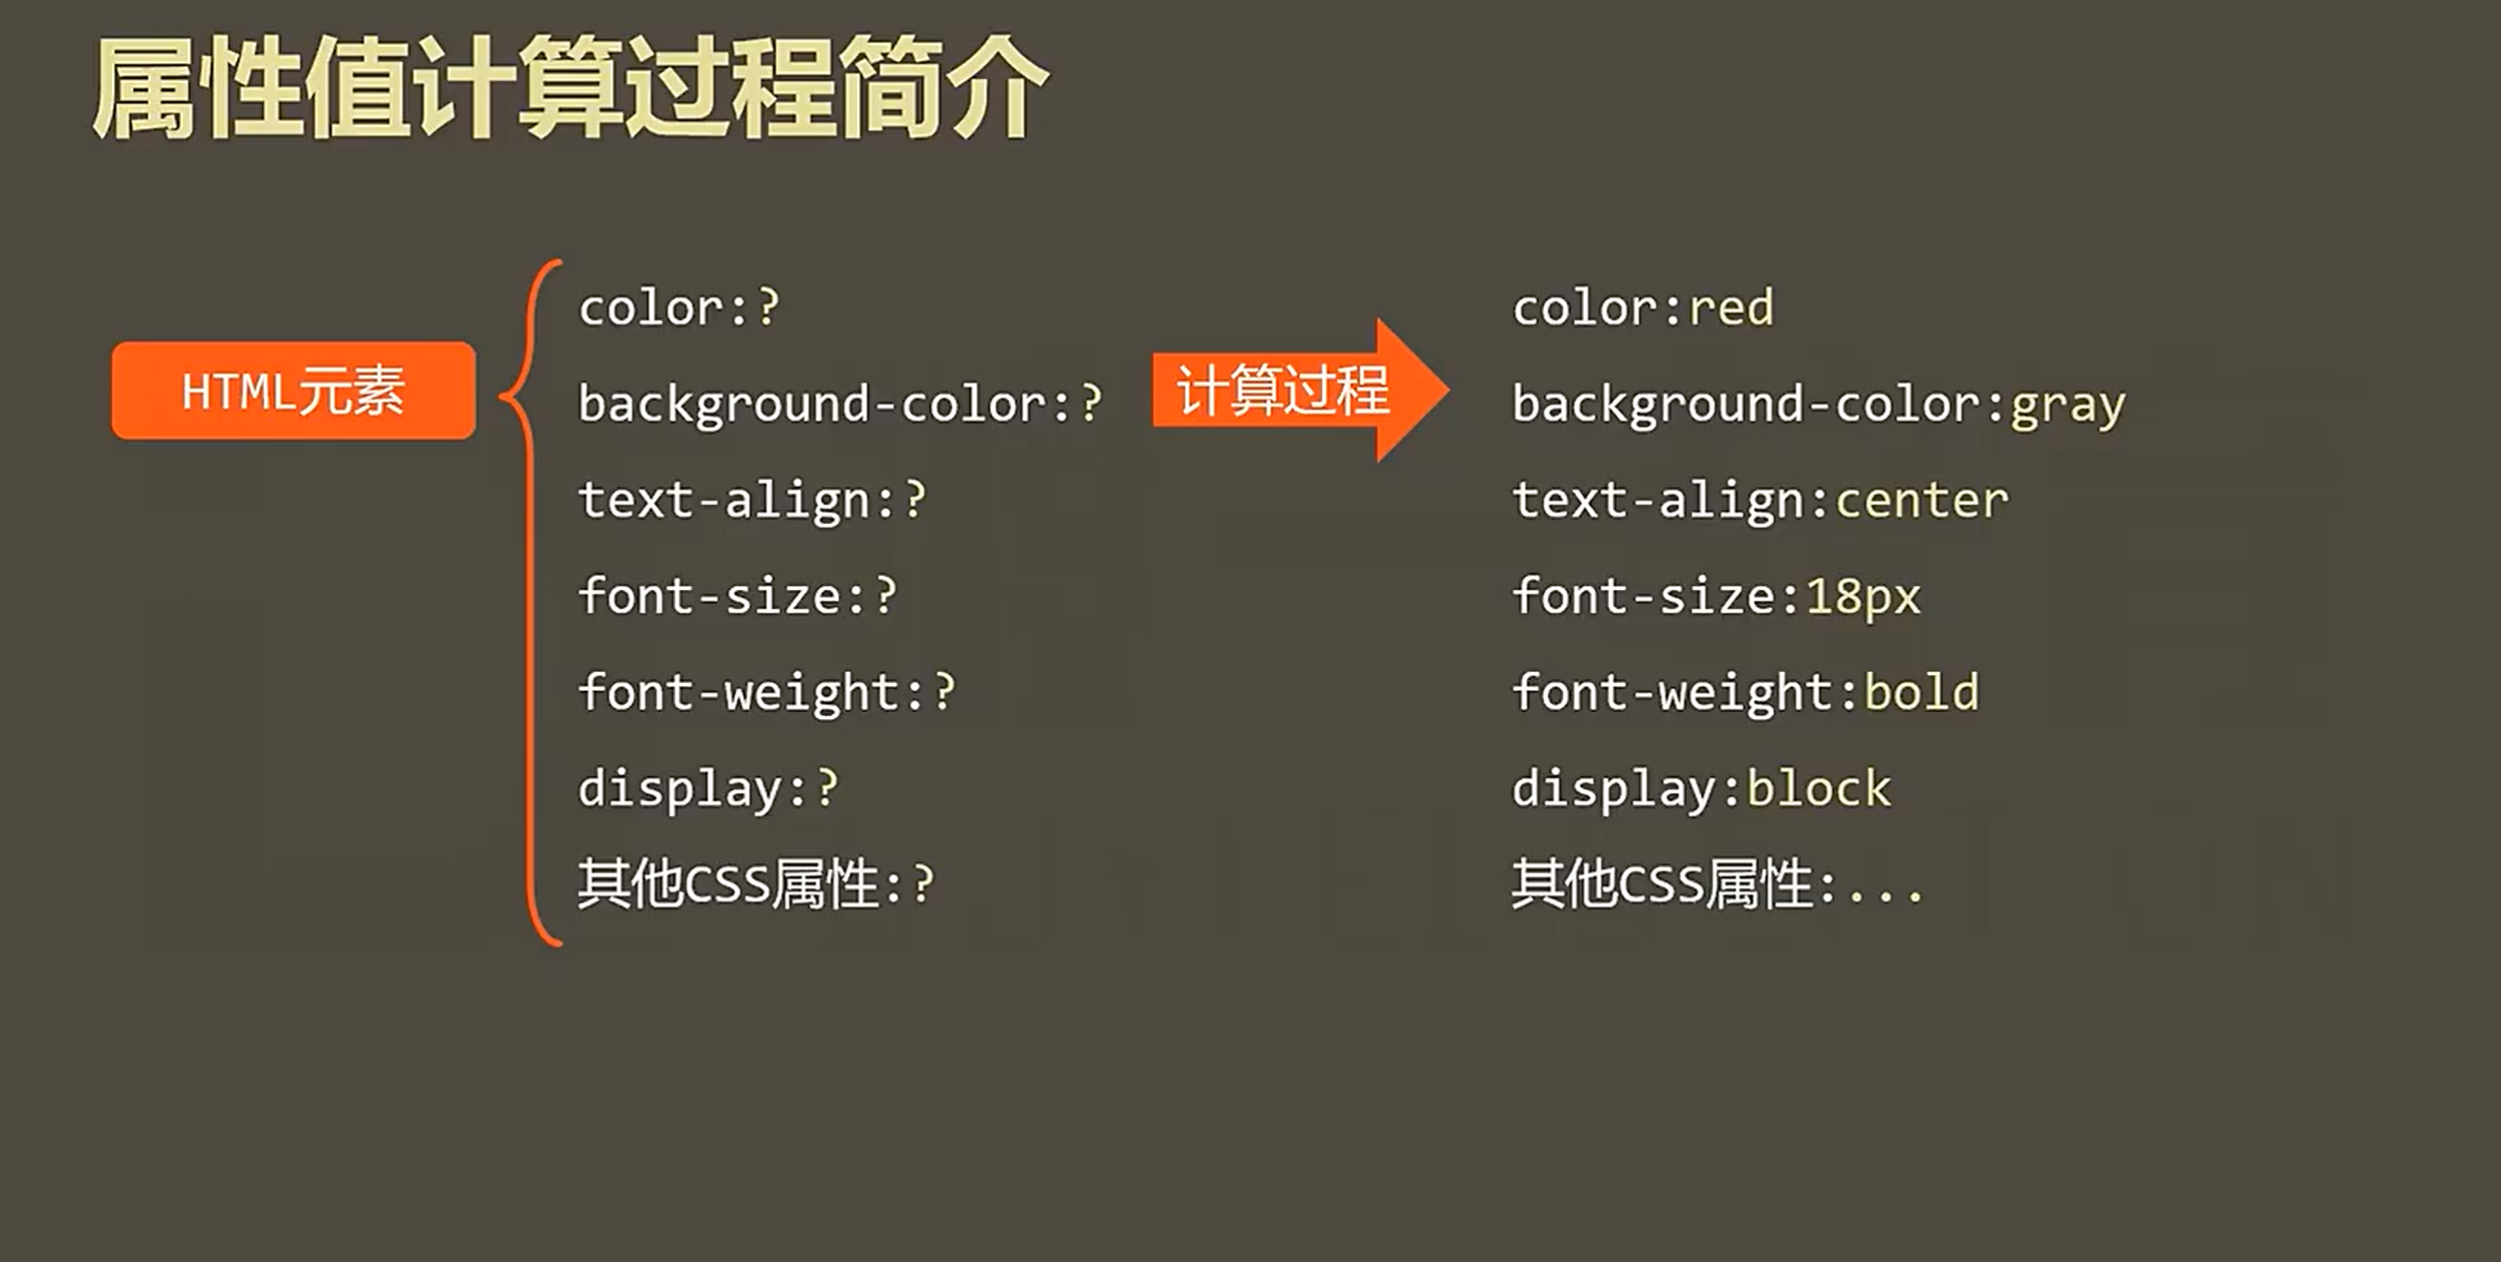 属性值计算过程简介
HTML元素
color:?
background-color:?
text-align:?
font-size:?
font-weight:?
display:?
其他CSS属性:?
计算过程
color:red
background-color:gray
text-align:center
font-size:18px
font-weight:bold
display:block
其他CSS属性:...